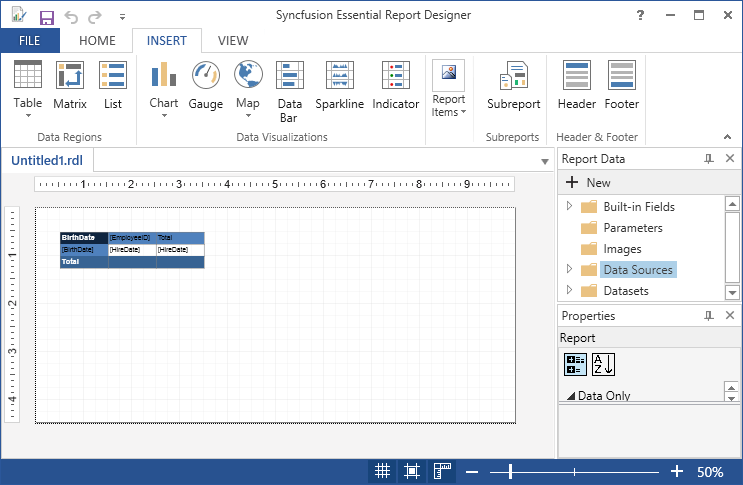 Syncfusion Essential Report Designer
?
FILE HOME INSERT VIEW
Table Matrix List Chart Gauge Map Data Bar Sparkline Indicator Report Items Subreport Header Footer
Data Regions Data Visualizations Subreports Header & Footer
Untitled1.rdl
1 2 3 4 5 6 7 8 9
1
2
3
4
BirthDate [EmployeeID] Total
[BirthDate] [HireDate] [HireDate]
Total
Report Data
New
Built-in Fields
Parameters
Images
Data Sources
Datasets
Properties
Report
A Z
Data Only
50%